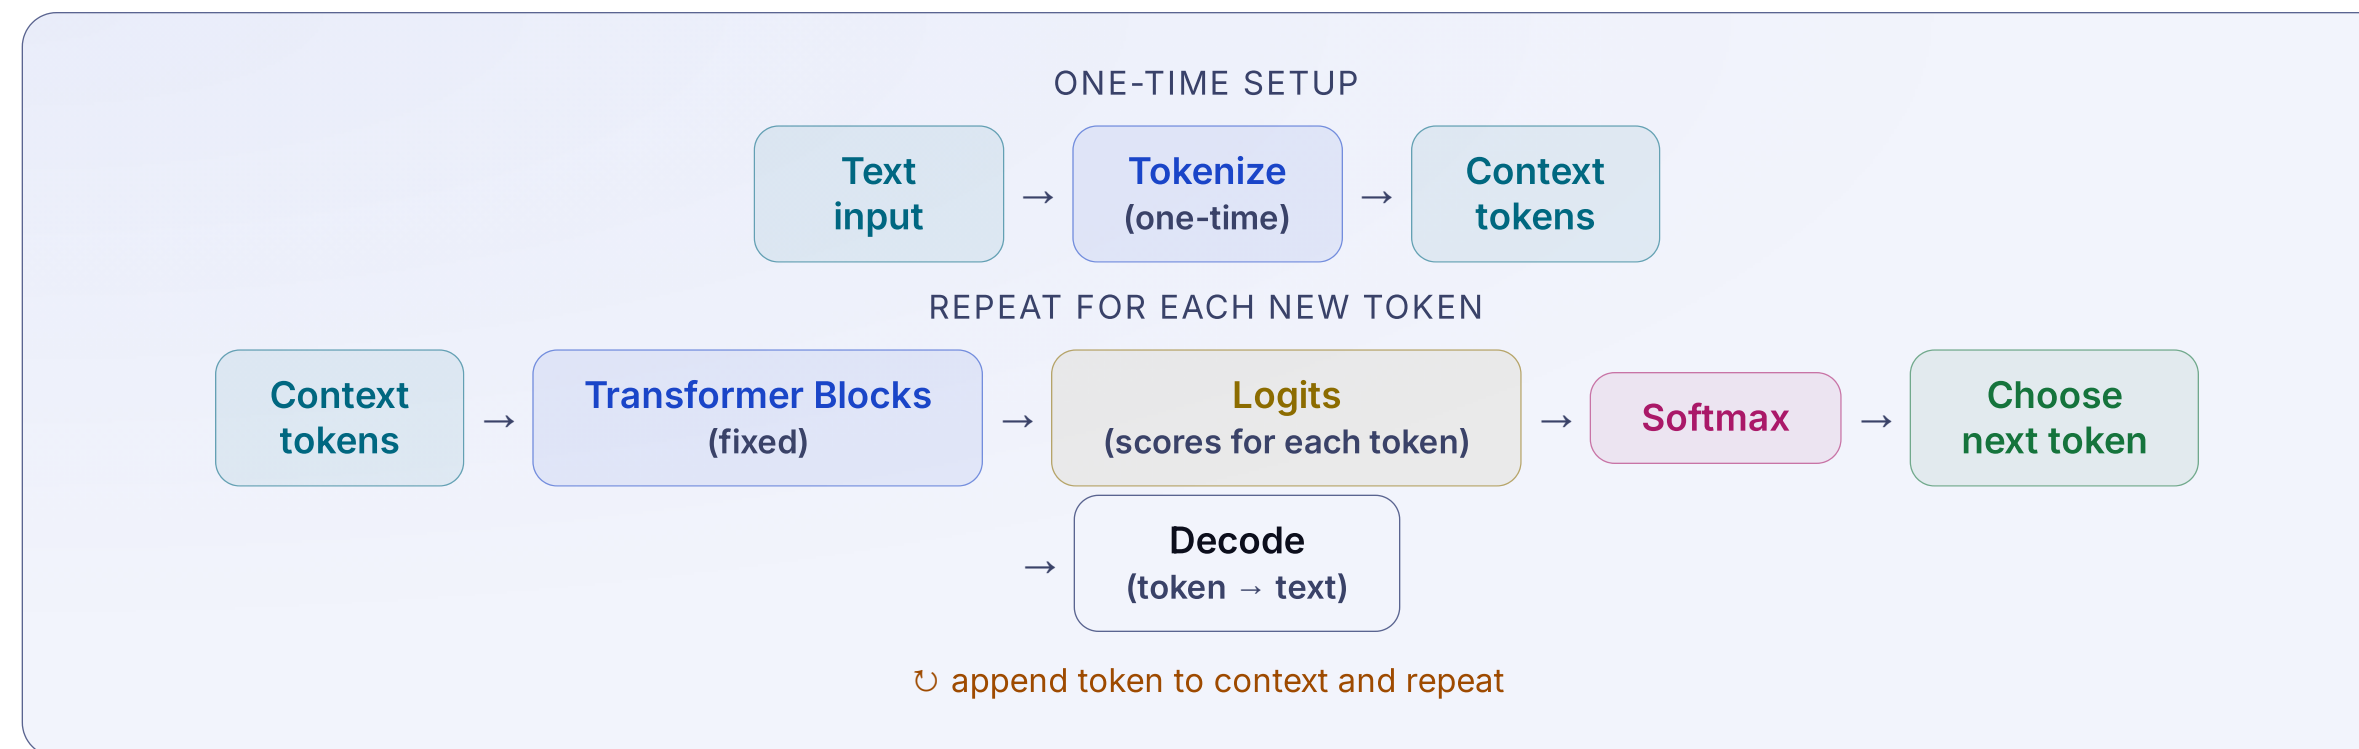 ONE-TIME SETUP
Text
input
→
Tokenize
(one-time)
→
Context
tokens
REPEAT FOR EACH NEW TOKEN
Context
tokens
→
Transformer Blocks
(fixed)
→
Logits
(scores for each token)
→
Softmax
→
Choose
next token
→
Decode
(token → text)
↻ append token to context and repeat